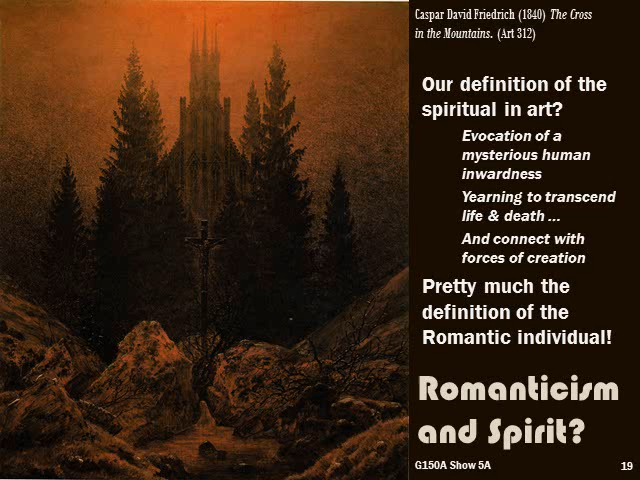 Caspar David Friedrich (1840) The Cross
in the Mountains. (Art 312)
Our definition of the
spiritual in art?
Evocation of a
mysterious human
inwardness
Yearning to transcend
life & death ...
And connect with
forces of creation
Pretty much the
definition of the
Romantic individual!
Romanticism
and Spirit?
G150A Show 5A
19